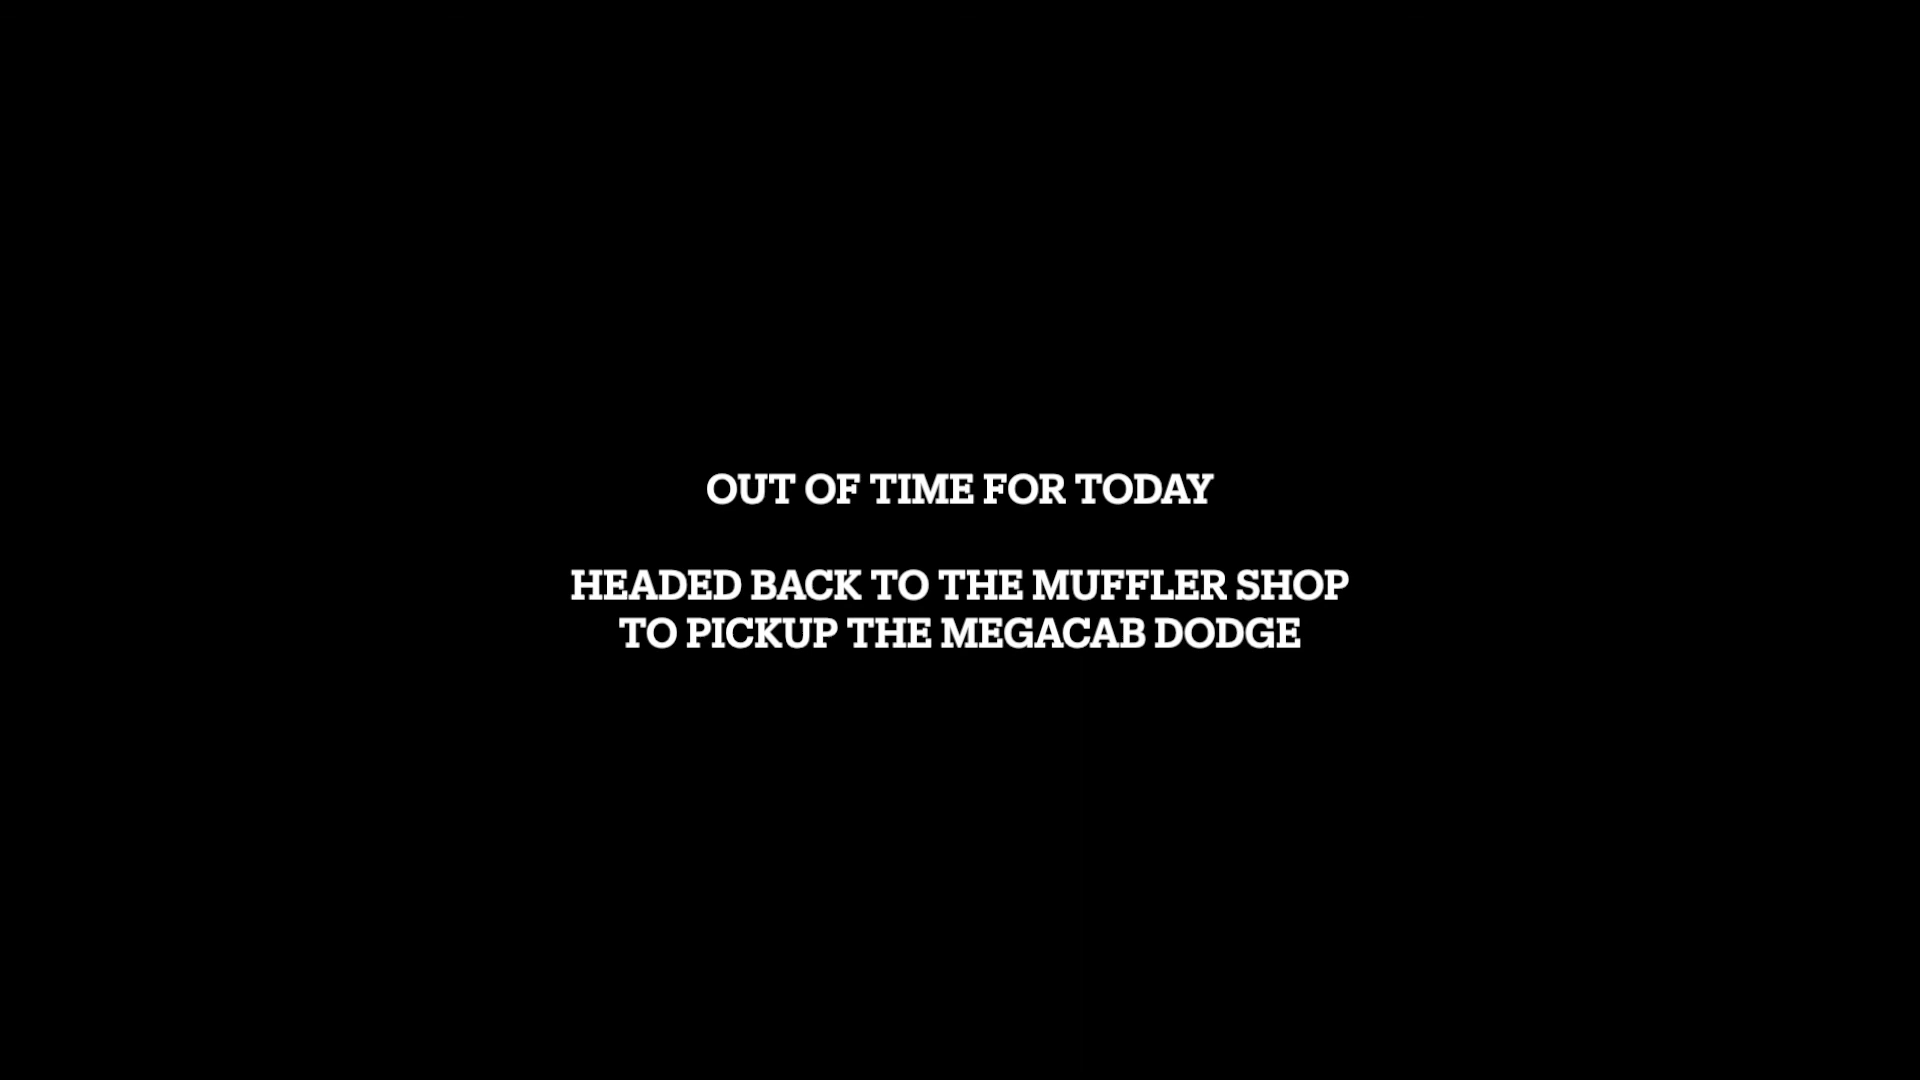 OUT OF TIME FOR TODAY
HEADED BACK TO THE MUFFLER SHOP
TO PICKUP THE MEGACAB DODGE